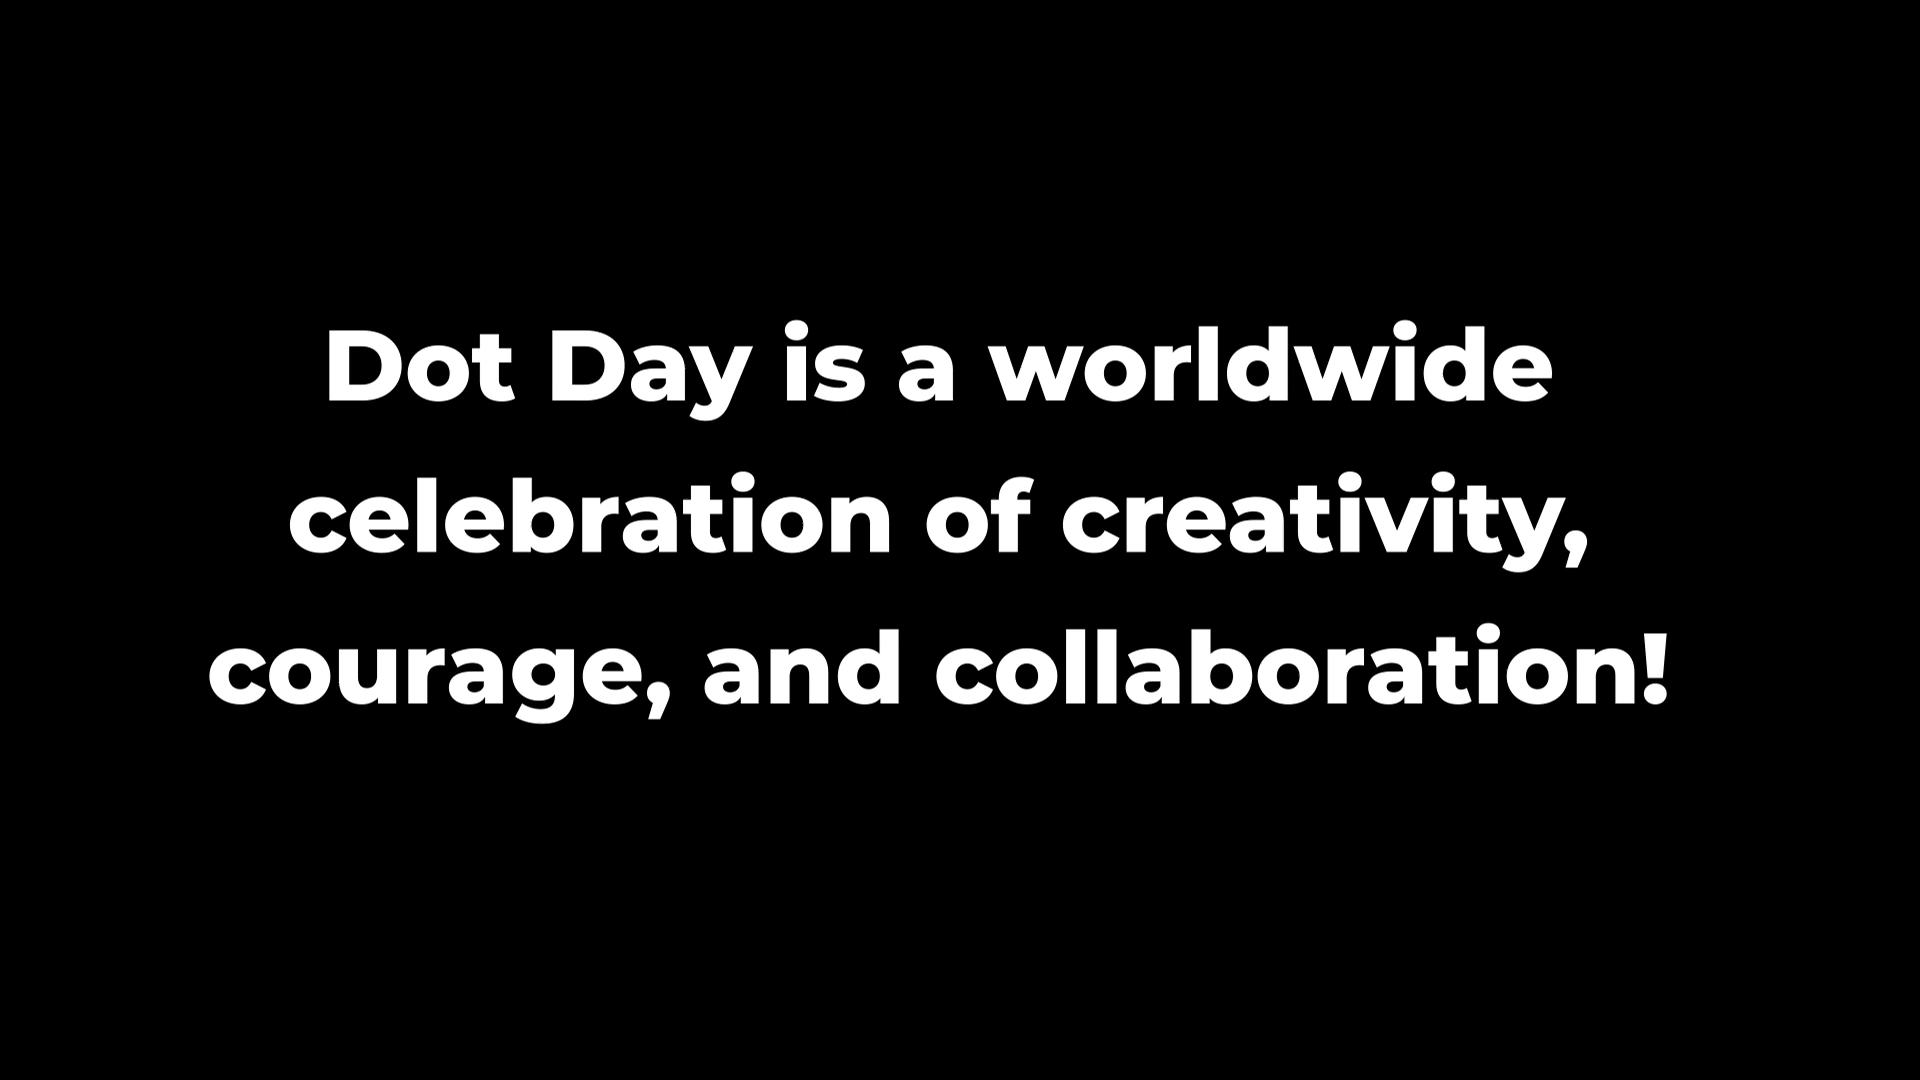 Dot Day is a worldwide
celebration of creativity,
courage, and collaboration!